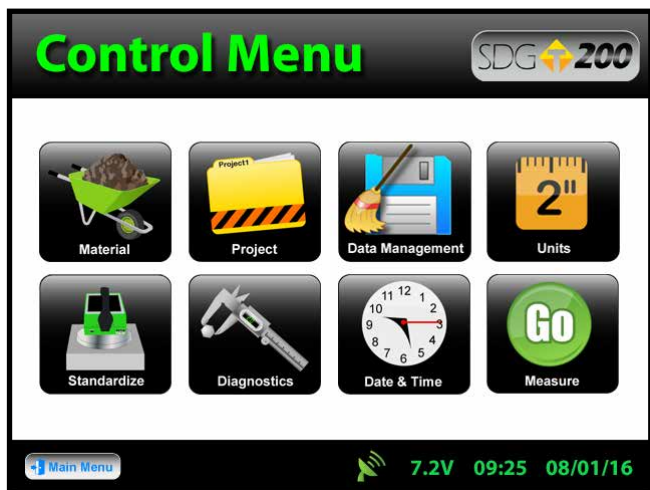 Control Menu
SDG 200
Project1
2"
Material
Project
Data Management
Units
11 12 1
10 2
9 3
8 4
7 6 5
Go
Standardize
Diagnostics
Date & Time
Measure
Main Menu
7.2V 09:25 08/01/16